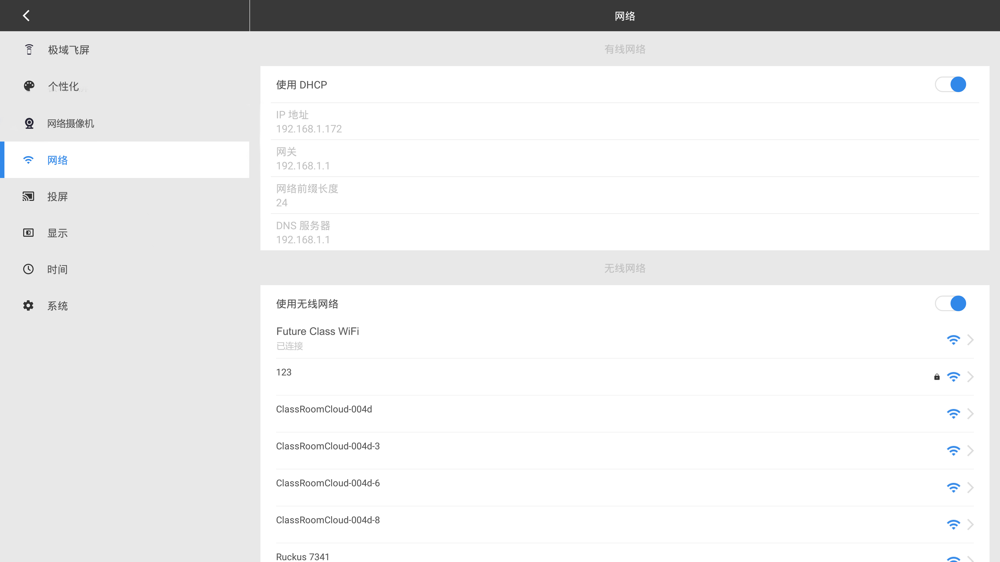 网络
极域飞屏
个性化
网络摄像机
网络
投屏
显示
时间
系统
有线网络
使用 DHCP
IP 地址
192.168.1.172
网关
192.168.1.1
网络前缀长度
24
DNS 服务器
192.168.1.1
无线网络
使用无线网络
Future Class WiFi
已连接
123
ClassRoomCloud-004d
ClassRoomCloud-004d-3
ClassRoomCloud-004d-6
ClassRoomCloud-004d-8
Ruckus 7341